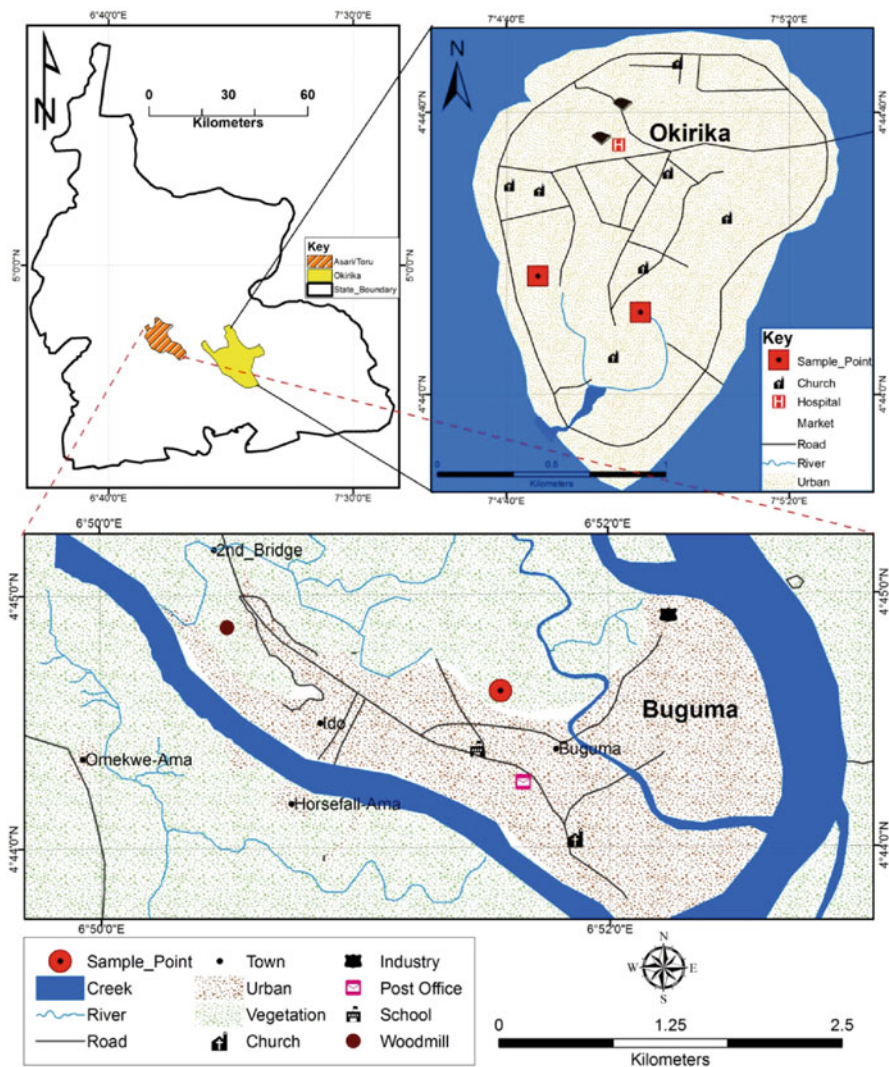 6°40'0"E 7°30'0"E
N
0 30 60
Kilometers
5°0'0"N
Key
Asari/Toru
Okirika
State_Boundary
6°40'0"E 7°30'0"E
7°4'40"E 7°5'20"E
N
4°44'40"N 4°44'40"N
Okirika
H
4°44'0"N 4°44'0"N
Key
Sample_Point
Church
H Hospital
Market
Road
River
Urban
0 0.5 1
Kilometers
7°4'40"E 7°5'20"E
6°50'0"E 6°52'0"E
2nd_Bridge
4°45'0"N 4°45'0"N
Buguma
Ido
Buguma
Omekwe-Ama
Horsefall-Ama
4°44'0"N 4°44'0"N
6°50'0"E 6°52'0"E
Sample_Point Town Industry
Creek Urban Post Office
River Vegetation School
Road Church Woodmill
N
W E
S
0 1.25 2.5
Kilometers